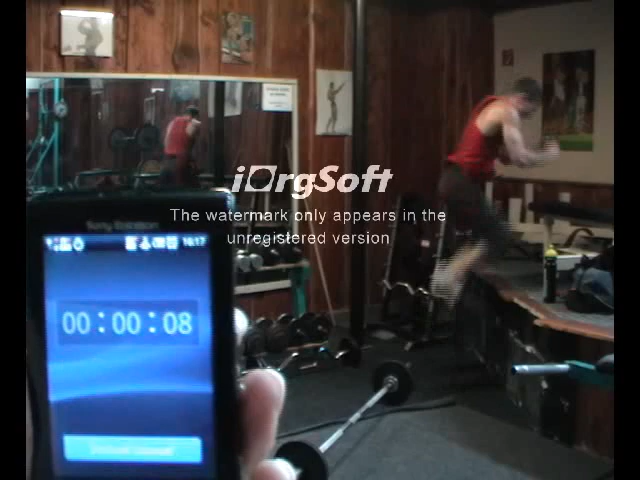 iOrgSoft
The watermark only appears in the
unregistered version
Sony Ericsson
16:17
00:00:08